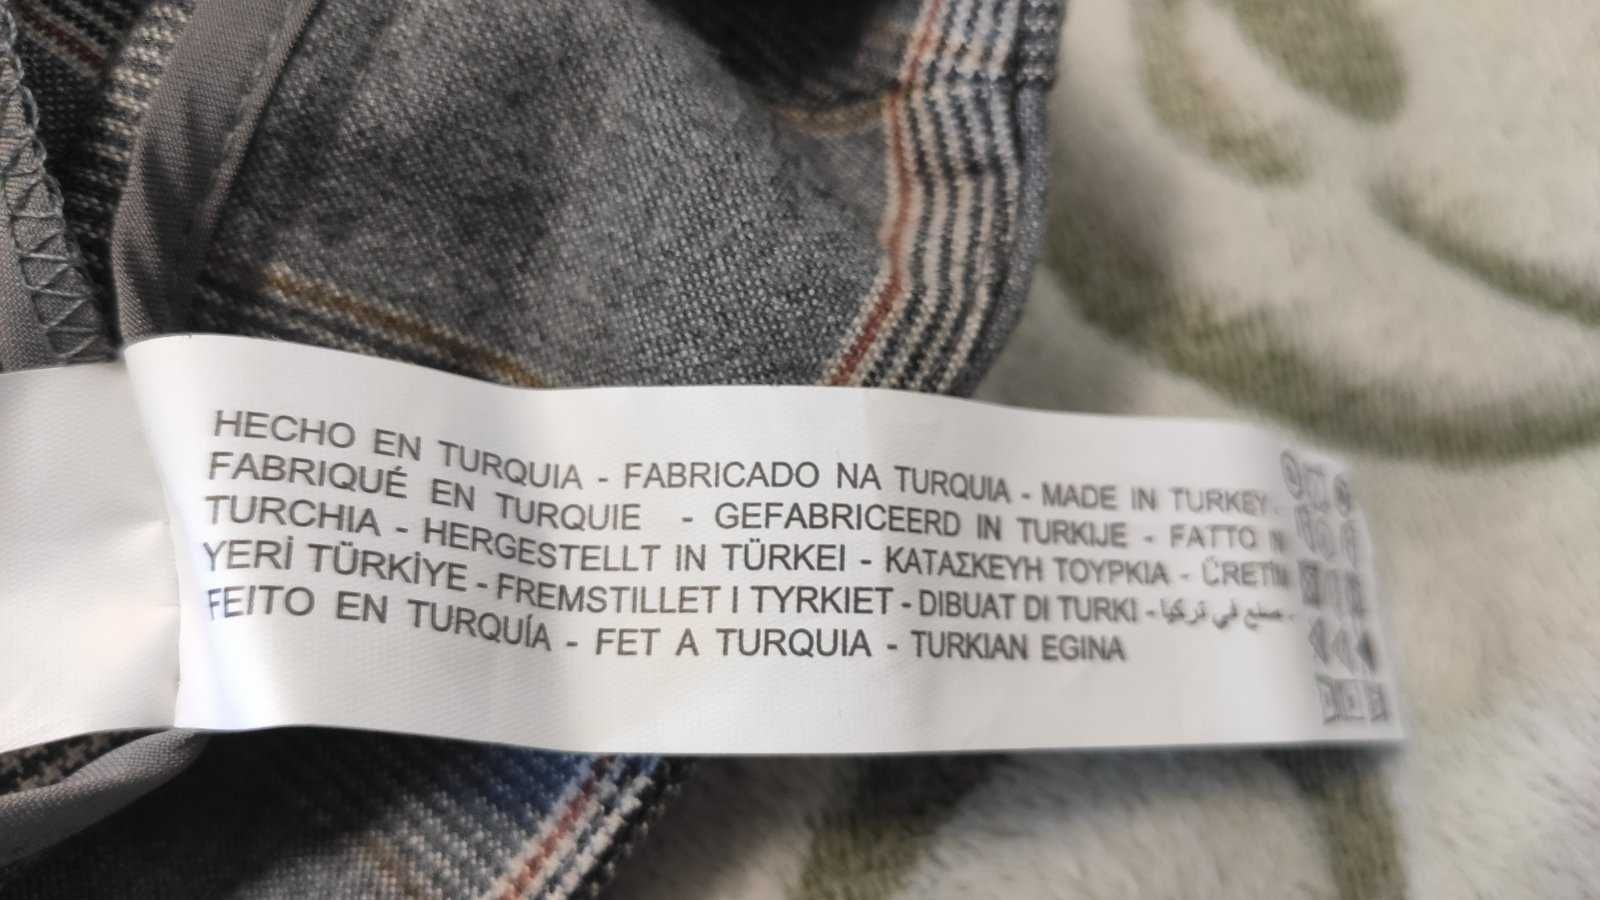 HECHO EN TURQUIA - FABRICADO NA TURQUIA - MADE IN TURKEY -
FABRIQUÉ EN TURQUIE - GEFABRICEERD IN TURKIJE - FATTO IN
TURCHIA - HERGESTELLT IN TÜRKEI - ΚΑΤΑΣΚΕΥΗ ΤΟΥΡΚΙΑ - ÜRETİM
YERİ TÜRKİYE - FREMSTILLET I TYRKIET - DIBUAT DI TURKI - صنع في تركيا -
FEITO EN TURQUÍA - FET A TURQUIA - TURKIAN EGINA